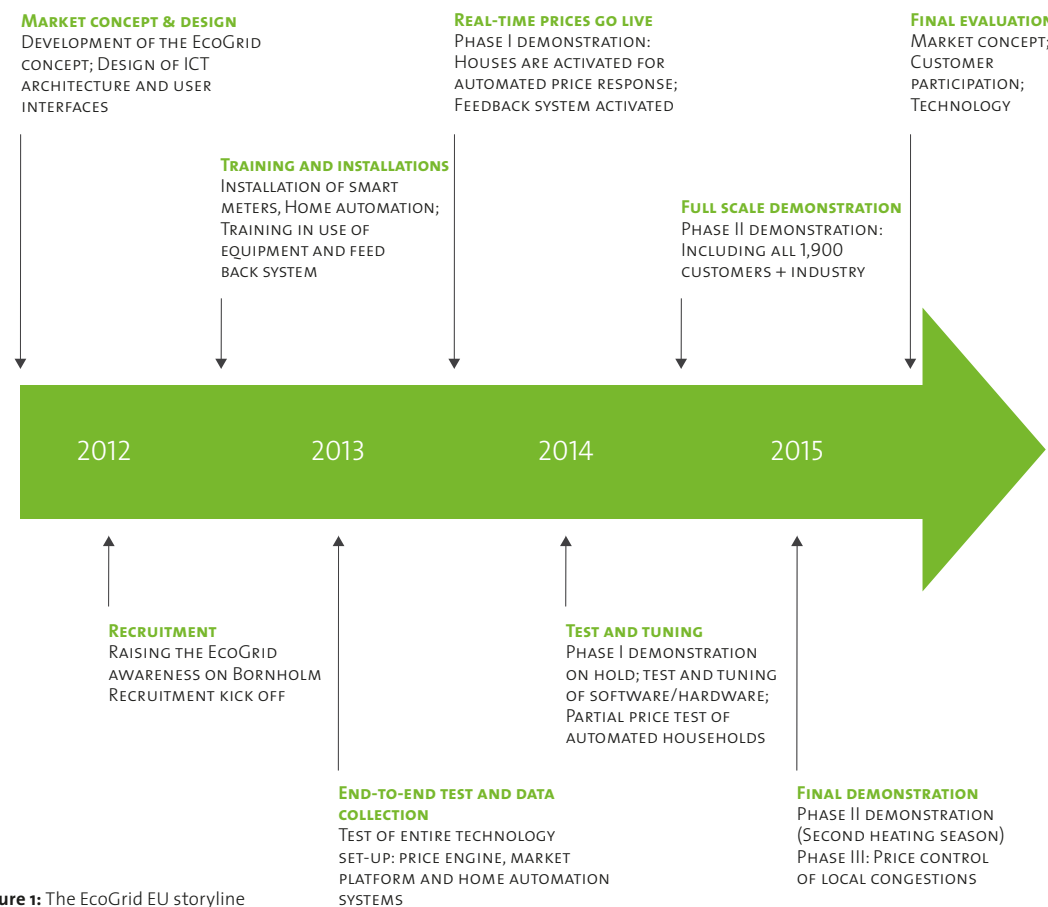 MARKET CONCEPT & DESIGN
DEVELOPMENT OF THE ECOGRID
CONCEPT; DESIGN OF ICT
ARCHITECTURE AND USER
INTERFACES
TRAINING AND INSTALLATIONS
INSTALLATION OF SMART
METERS, HOME AUTOMATION;
TRAINING IN USE OF
EQUIPMENT AND FEED
BACK SYSTEM
REAL-TIME PRICES GO LIVE
PHASE I DEMONSTRATION:
HOUSES ARE ACTIVATED FOR
AUTOMATED PRICE RESPONSE;
FEEDBACK SYSTEM ACTIVATED
FULL SCALE DEMONSTRATION
PHASE II DEMONSTRATION:
INCLUDING ALL 1,900
CUSTOMERS + INDUSTRY
FINAL EVALUATION
MARKET CONCEPT;
CUSTOMER
PARTICIPATION;
TECHNOLOGY
2012
2013
2014
2015
RECRUITMENT
RAISING THE ECOGRID
AWARENESS ON BORNHOLM
RECRUITMENT KICK OFF
END-TO-END TEST AND DATA
COLLECTION
TEST OF ENTIRE TECHNOLOGY
SET-UP: PRICE ENGINE, MARKET
PLATFORM AND HOME AUTOMATION
SYSTEMS
TEST AND TUNING
PHASE I DEMONSTRATION
ON HOLD; TEST AND TUNING
OF SOFTWARE/HARDWARE;
PARTIAL PRICE TEST OF
AUTOMATED HOUSEHOLDS
FINAL DEMONSTRATION
PHASE II DEMONSTRATION
(SECOND HEATING SEASON)
PHASE III: PRICE CONTROL
OF LOCAL CONGESTIONS
ure 1: The EcoGrid EU storyline